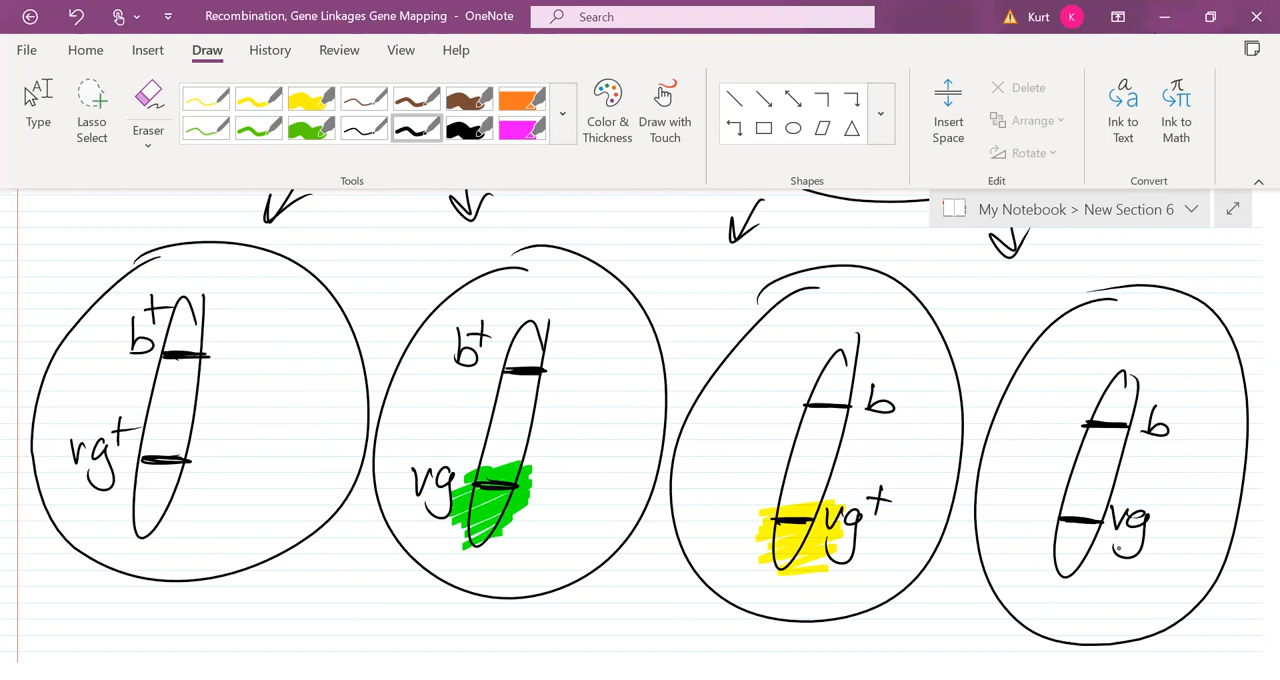 Recombination, Gene Linkages Gene Mapping - OneNote
Search
Kurt
K
File Home Insert Draw History Review View Help
Type
Lasso Select
Eraser
Color & Thickness
Draw with Touch
Insert Space
Delete
Arrange
Rotate
Ink to Text
Ink to Math
Tools
Shapes
Edit
Convert
My Notebook > New Section 6
b+
vg+
b+
vg
b
vg+
b
vg